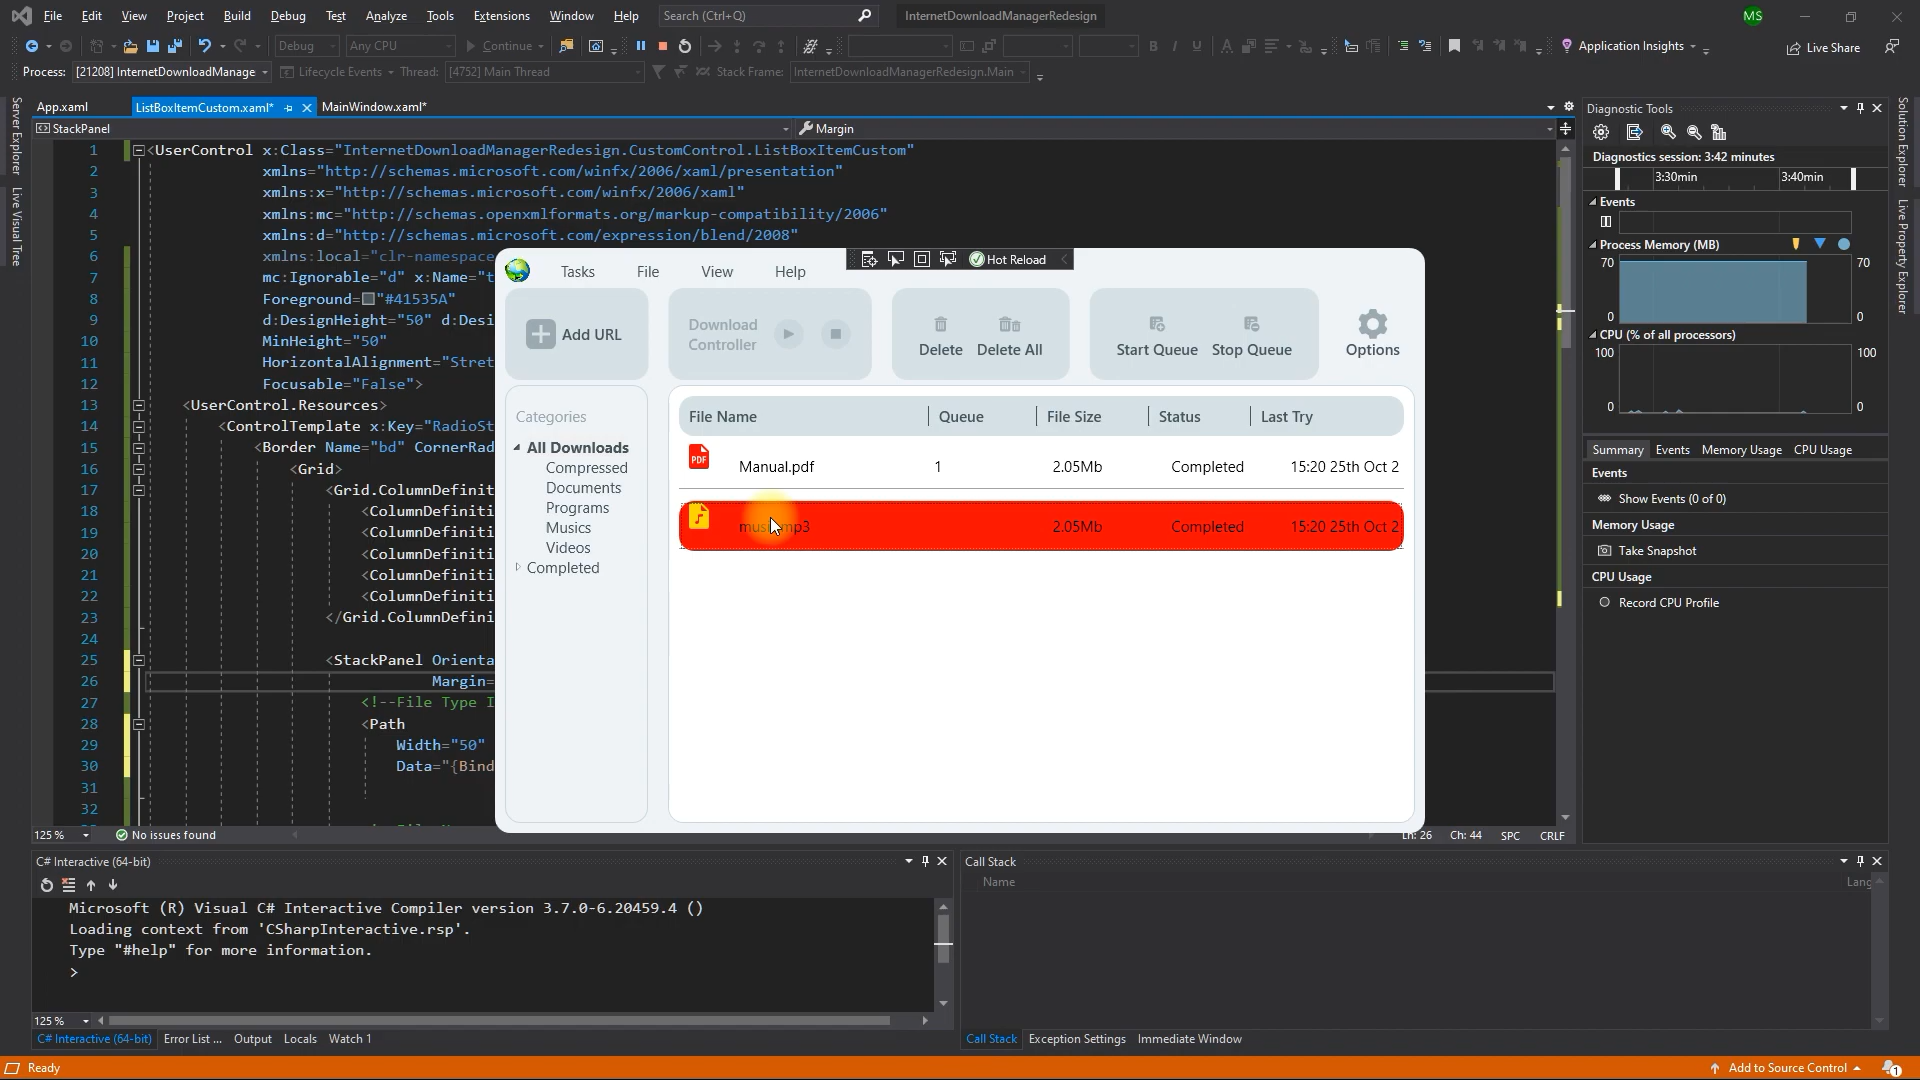 File Edit View Project Build Debug Test Analyze Tools Extensions Window Help Search (Ctrl+Q) InternetDownloadManagerRedesign MS
Debug Any CPU Continue Application Insights Live Share
Process: [21208] InternetDownloadManage Lifecycle Events Thread: [4752] Main Thread Stack Frame: InternetDownloadManagerRedesign.Main
Server Explorer
Live Visual Tree
App.xaml ListBoxItemCustom.xaml* MainWindow.xaml*
StackPanel Margin
1 <UserControl x:Class="InternetDownloadManagerRedesign.CustomControl.ListBoxItemCustom"
2 xmlns="http://schemas.microsoft.com/winfx/2006/xaml/presentation"
3 xmlns:x="http://schemas.microsoft.com/winfx/2006/xaml"
4 xmlns:mc="http://schemas.openxmlformats.org/markup-compatibility/2006"
5 xmlns:d="http://schemas.microsoft.com/expression/blend/2008"
6 xmlns:local="clr-namespace
7 mc:Ignorable="d" x:Name="t
8 Foreground="#41535A"
9 d:DesignHeight="50" d:Desi
10 MinHeight="50"
11 HorizontalAlignment="Stret
12 Focusable="False">
13 <UserControl.Resources>
14 <ControlTemplate x:Key="RadioSt
15 <Border Name="bd" CornerRad
16 <Grid>
17 <Grid.ColumnDefinit
18 <ColumnDefiniti
19 <ColumnDefiniti
20 <ColumnDefiniti
21 <ColumnDefiniti
22 <ColumnDefiniti
23 </Grid.ColumnDefinit
24
25 <StackPanel Orienta
26 Margin=
27 <!--File Type I
28 <Path
29 Width="50"
30 Data="{Bind
31
32
125 % No issues found Ln: 26 Ch: 44 SPC CRLF
Hot Reload
Tasks File View Help
Add URL
Download
Controller
Delete Delete All
Start Queue Stop Queue
Options
Categories
All Downloads
Compressed
Documents
Programs
Musics
Videos
Completed
File Name Queue File Size Status Last Try
PDF Manual.pdf 1 2.05Mb Completed 15:20 25th Oct 2
2.05Mb Completed 15:20 25th Oct 2
Diagnostic Tools
Diagnostics session: 3:42 minutes
3:30min 3:40min
Events
Process Memory (MB)
70 70
0 0
CPU (% of all processors)
100 100
0 0
Summary Events Memory Usage CPU Usage
Events
Show Events (0 of 0)
Memory Usage
Take Snapshot
CPU Usage
Record CPU Profile
Solution Explorer
Live Property Explorer
C# Interactive (64-bit)
Microsoft (R) Visual C# Interactive Compiler version 3.7.0-6.20459.4 ()
Loading context from 'CSharpInteractive.rsp'.
Type "#help" for more information.
>
125 %
C# Interactive (64-bit) Error List ... Output Locals Watch 1
Call Stack
Name Lang
Call Stack Exception Settings Immediate Window
Ready Add to Source Control 1